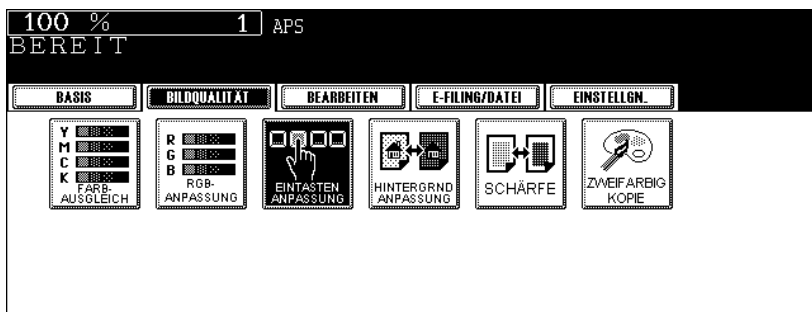 100 % 1 APS
BEREIT
BASIS BILDQUALITÄT BEARBEITEN E-FILING/DATEI EINSTELLGN.
Y
M
C
K
FARB-
AUSGLEICH
R
G
B
RGB-
ANPASSUNG
EINTASTEN
ANPASSUNG
HINTERGRND
ANPASSUNG
SCHÄRFE
ZWEIFARBIG
KOPIE